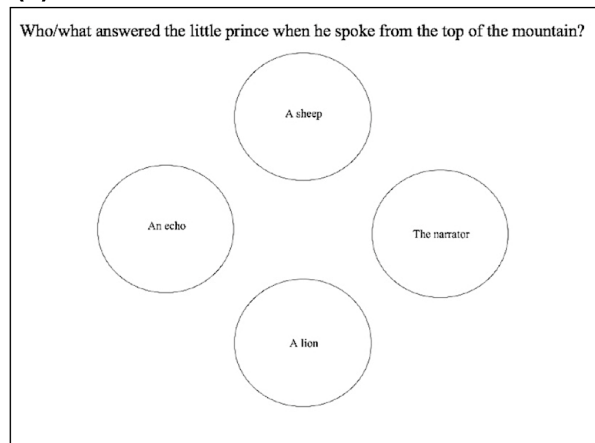 Who/what answered the little prince when he spoke from the top of the mountain?
A sheep
An echo
The narrator
A lion